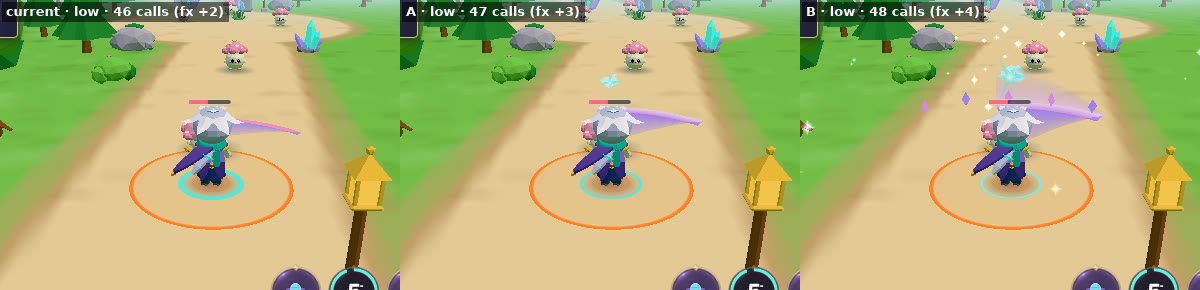 current · low · 46 calls (fx +2)
A · low · 47 calls (fx +3)
B · low · 48 calls (fx +4)